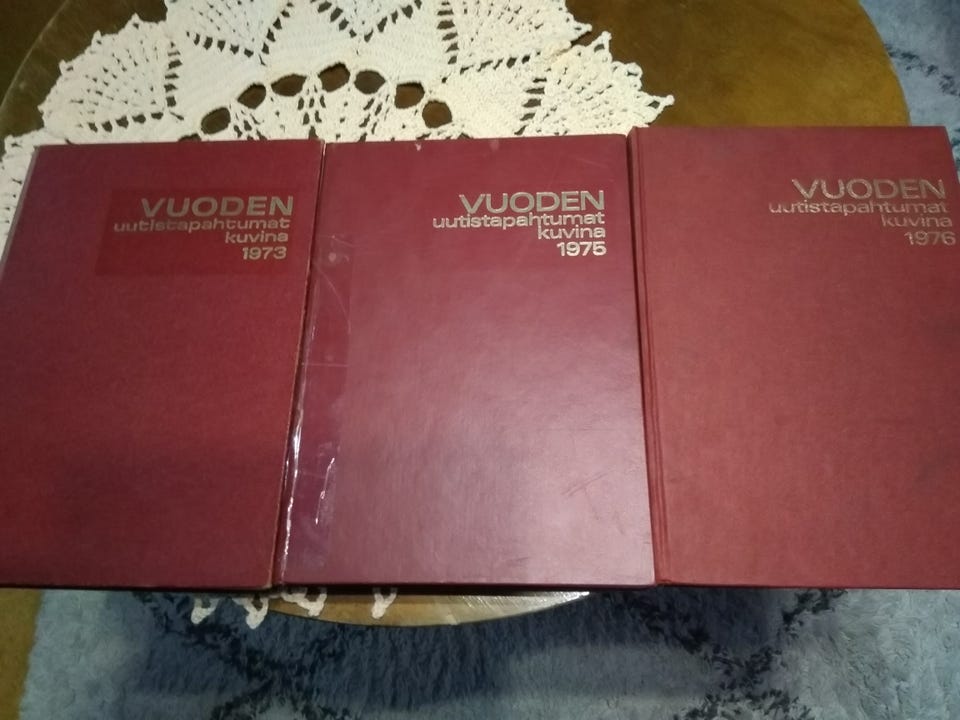 VUODEN
uutistapahtumat
kuvina
1973
VUODEN
uutistapahtumat
kuvina
1975
VUODEN
uutistapahtumat
kuvina
1976